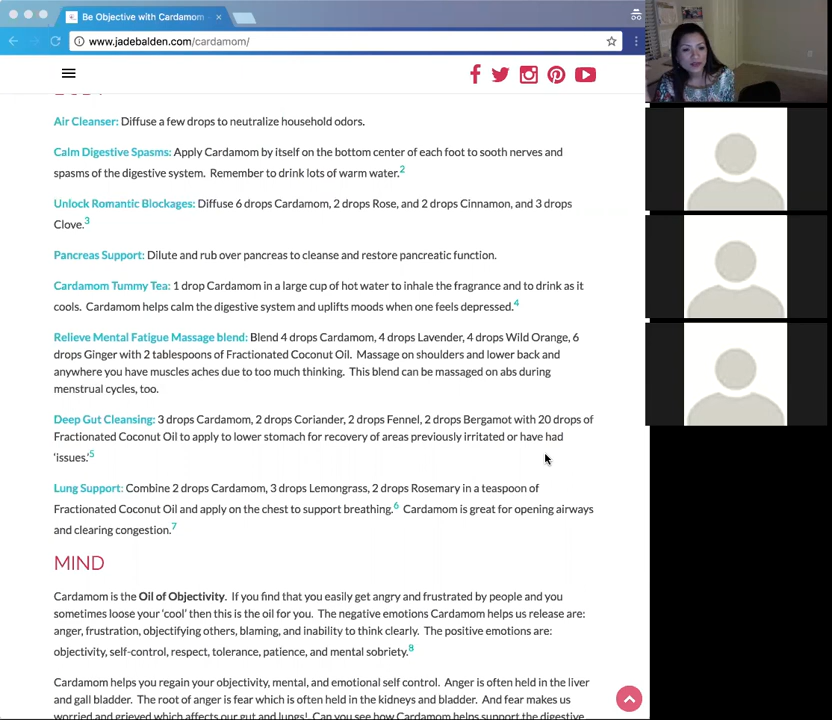 Be Objective with Cardamom -
www.jadebalden.com/cardamom/
Air Cleanser: Diffuse a few drops to neutralize household odors.
Calm Digestive Spasms: Apply Cardamom by itself on the bottom center of each foot to sooth nerves and
spasms of the digestive system. Remember to drink lots of warm water.2
Unlock Romantic Blockages: Diffuse 6 drops Cardamom, 2 drops Rose, and 2 drops Cinnamon, and 3 drops
Clove.3
Pancreas Support: Dilute and rub over pancreas to cleanse and restore pancreatic function.
Cardamom Tummy Tea: 1 drop Cardamom in a large cup of hot water to inhale the fragrance and to drink as it
cools. Cardamom helps calm the digestive system and uplifts moods when one feels depressed.4
Relieve Mental Fatigue Massage blend: Blend 4 drops Cardamom, 4 drops Lavender, 4 drops Wild Orange, 6
drops Ginger with 2 tablespoons of Fractionated Coconut Oil. Massage on shoulders and lower back and
anywhere you have muscles aches due to too much thinking. This blend can be massaged on abs during
menstrual cycles, too.
Deep Gut Cleansing: 3 drops Cardamom, 2 drops Coriander, 2 drops Fennel, 2 drops Bergamot with 20 drops of
Fractionated Coconut Oil to apply to lower stomach for recovery of areas previously irritated or have had
'issues.'5
Lung Support: Combine 2 drops Cardamom, 3 drops Lemongrass, 2 drops Rosemary in a teaspoon of
Fractionated Coconut Oil and apply on the chest to support breathing.6 Cardamom is great for opening airways
and clearing congestion.7
MIND
Cardamom is the Oil of Objectivity. If you find that you easily get angry and frustrated by people and you
sometimes loose your 'cool' then this is the oil for you. The negative emotions Cardamom helps us release are:
anger, frustration, objectifying others, blaming, and inability to think clearly. The positive emotions are:
objectivity, self-control, respect, tolerance, patience, and mental sobriety.8
Cardamom helps you regain your objectivity, mental, and emotional self control. Anger is often held in the liver
and gall bladder. The root of anger is fear which is often held in the kidneys and bladder. And fear makes us
worried and grieved which affects our gut and lungs! Can you see how Cardamom helps support the digestive